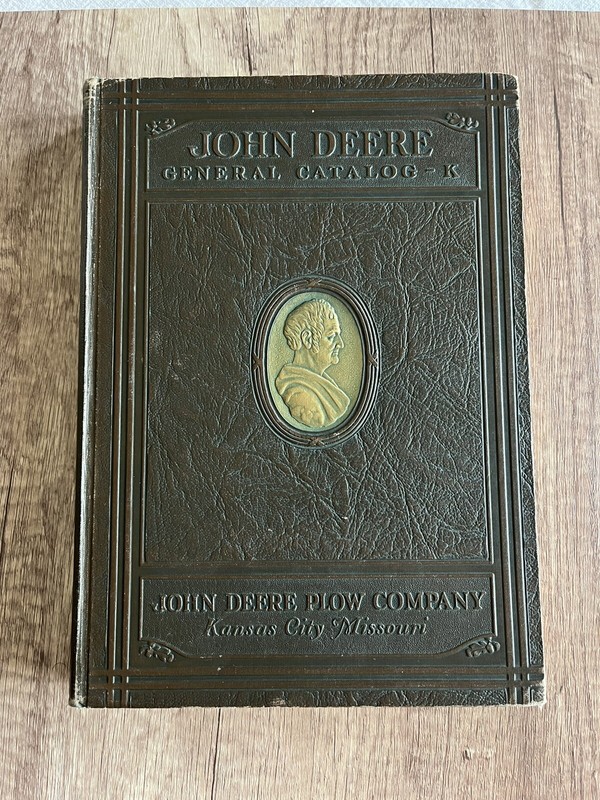 JOHN DEERE
GENERAL CATALOG-K
JOHN DEERE PLOW COMPANY
Kansas City Missouri